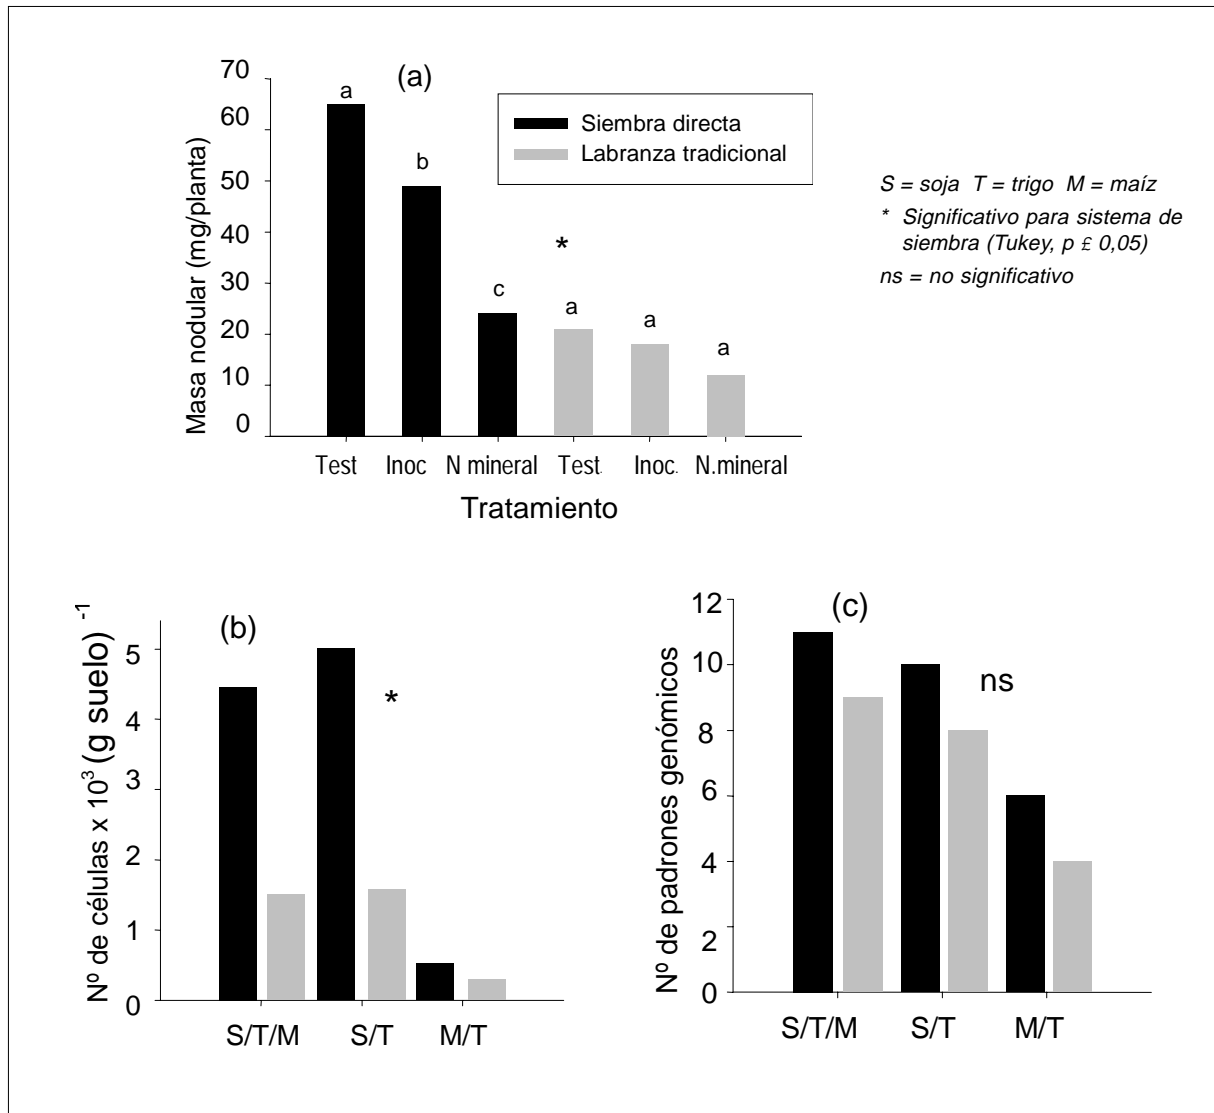 (a)
70
60
50
40
30
20
10
0
Masa nodular (mg/planta)
a
b
c
*
a
a
a
Siembra directa
Labranza tradicional
Test Inoc N mineral Test. Inoc. N.mineral
Tratamiento
S = soja T = trigo M = maíz
* Significativo para sistema de
siembra (Tukey, p £ 0,05)
ns = no significativo
(b)
5
4
3
2
1
0
Nº de células x 10³ (g suelo) -1
*
S/T/M S/T M/T
(c)
12
10
8
6
4
2
0
Nº de padrones genómicos
ns
S/T/M S/T M/T